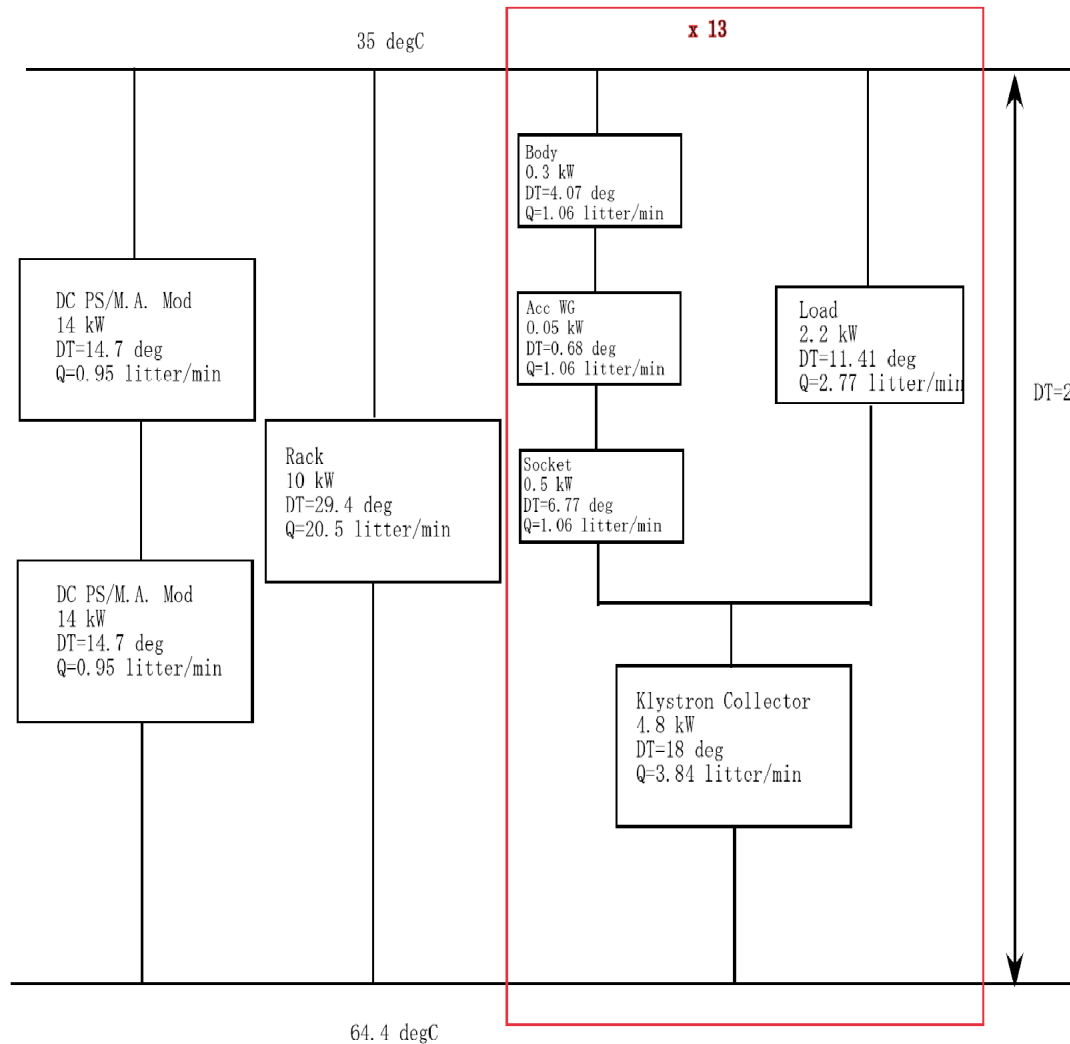 35 degC
x 13
DC PS/M.A. Mod
14 kW
DT=14.7 deg
Q=0.95 litter/min
DC PS/M.A. Mod
14 kW
DT=14.7 deg
Q=0.95 litter/min
Rack
10 kW
DT=29.4 deg
Q=20.5 litter/min
Body
0.3 kW
DT=4.07 deg
Q=1.06 litter/min
Acc WG
0.05 kW
DT=0.68 deg
Q=1.06 litter/min
Socket
0.5 kW
DT=6.77 deg
Q=1.06 litter/min
Load
2.2 kW
DT=11.41 deg
Q=2.77 litter/min
Klystron Collector
4.8 kW
DT=18 deg
Q=3.84 litter/min
DT=2
64.4 degC